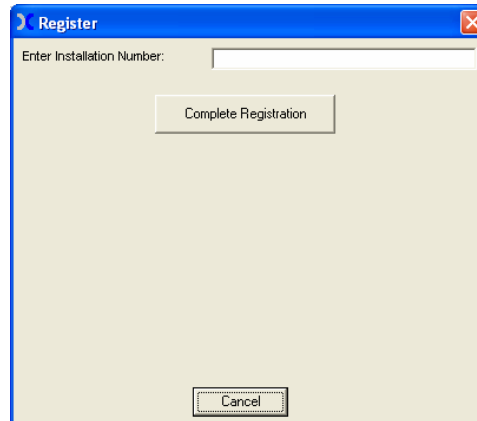 Register
Enter Installation Number:
Complete Registration
Cancel